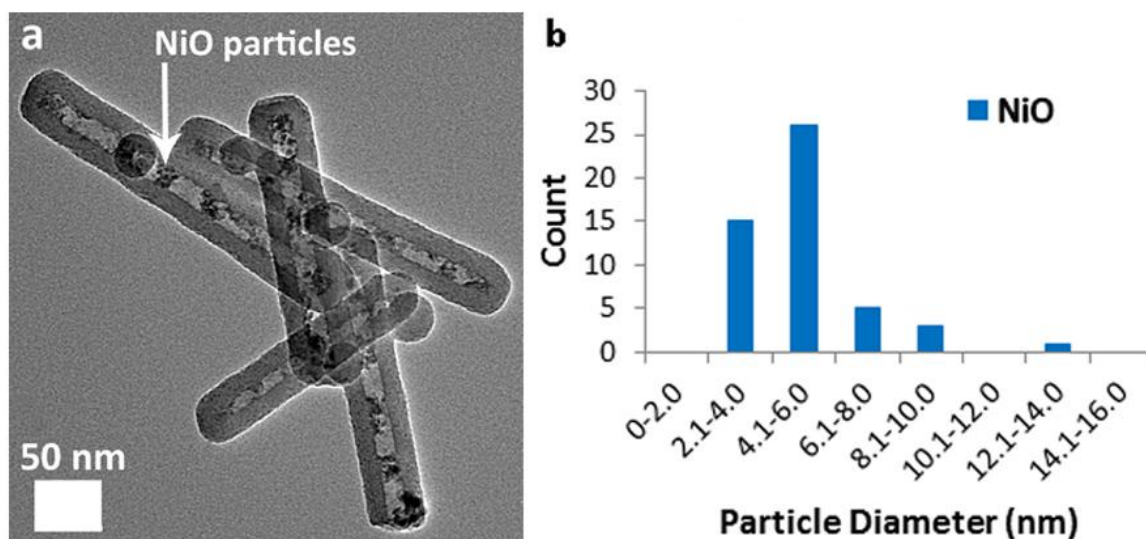 a
NiO particles
50 nm
b
NiO
Count
30
25
20
15
10
5
0
0-2.0
2.1-4.0
4.1-6.0
6.1-8.0
8.1-10.0
10.1-12.0
12.1-14.0
14.1-16.0
Particle Diameter (nm)